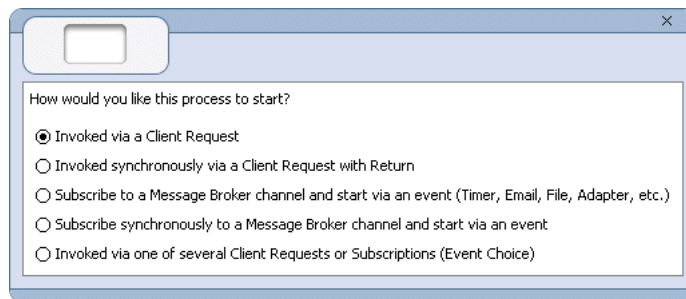 How would you like this process to start?
Invoked via a Client Request
Invoked synchronously via a Client Request with Return
Subscribe to a Message Broker channel and start via an event (Timer, Email, File, Adapter, etc.)
Subscribe synchronously to a Message Broker channel and start via an event
Invoked via one of several Client Requests or Subscriptions (Event Choice)